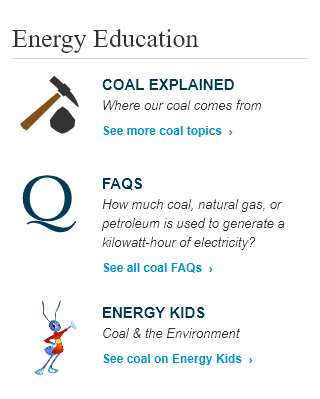 Energy Education
COAL EXPLAINED
Where our coal comes from
See more coal topics ›
Q
FAQS
How much coal, natural gas, or
petroleum is used to generate a
kilowatt-hour of electricity?
See all coal FAQs ›
ENERGY KIDS
Coal & the Environment
See coal on Energy Kids ›